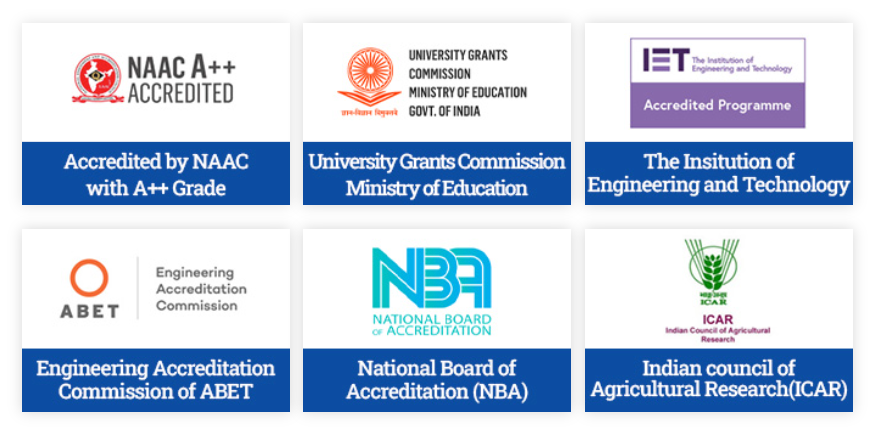 NAAC A++
ACCREDITED
Accredited by NAAC
with A++ Grade
UNIVERSITY GRANTS
COMMISSION
MINISTRY OF EDUCATION
GOVT. OF INDIA
ज्ञान-विज्ञान विमुक्तये
University Grants Commission
Ministry of Education
IET The Institution of
Engineering and Technology
Accredited Programme
The Insitution of
Engineering and Technology
ABET
Engineering
Accreditation
Commission
Engineering Accreditation
Commission of ABET
NBA
NATIONAL BOARD
OF ACCREDITATION
National Board of
Accreditation (NBA)
भाकृअनुप
ICAR
ICAR
Indian Council of Agricultural
Research
Indian council of
Agricultural Research(ICAR)